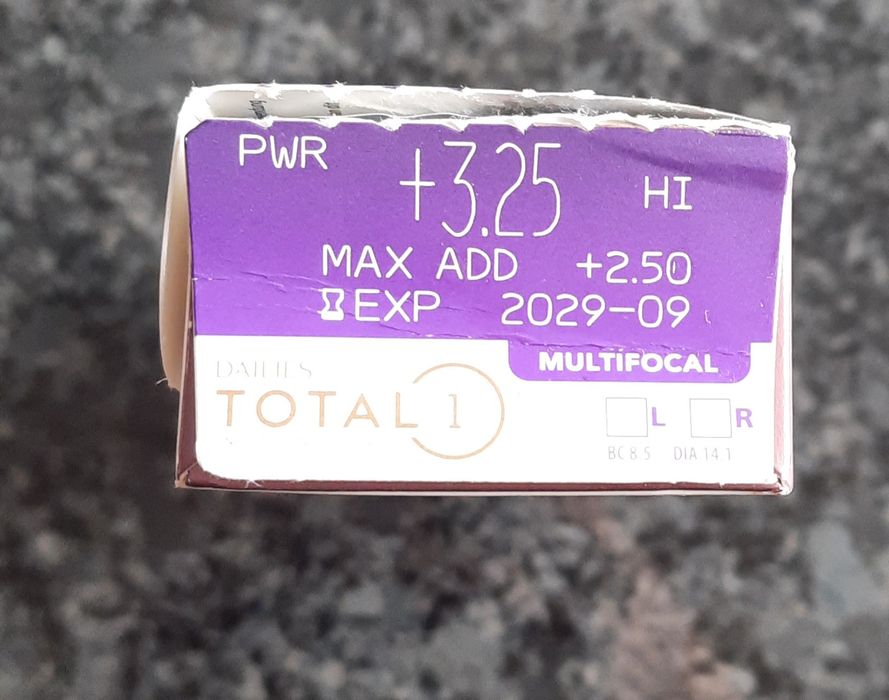 PWR +3.25 HI
MAX ADD +2.50
EXP 2029-09
MULTIFOCAL
DAILIES
TOTAL 1
L R
BC 8.5 DIA 14.1